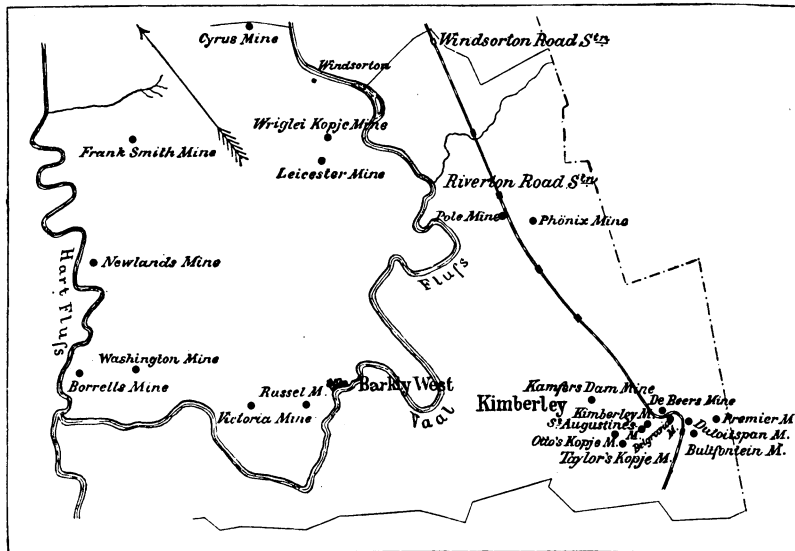 Cyrus Mine
Windsorton Road Stn.
Windsorton
Wriglei Kopje Mine
Frank Smith Mine
Leicester Mine
Riverton Road Stn.
Pole Mine
Phönix Mine
Newlands Mine
Hart Fluſs
Fluſs
Washington Mine
Borrells Mine
Russel M.
Barkly West
Victoria Mine
Vaal
Kimberley
Kamfers Dam Mine
De Beers Mine
Kimberley M.
Premier M
St. Augustines
M.
Belgravia
M.
Dutoitspan M.
Otto's Kopje M.
Bultfontein M.
Taylor's Kopje M.